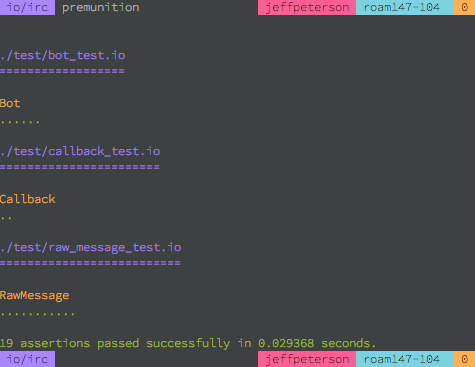 io/irc premunition jeffpeterson roam147-104 0
./test/bot_test.io
===================
Bot
......
./test/callback_test.io
========================
Callback
..
./test/raw_message_test.io
===========================
RawMessage
...........
19 assertions passed successfully in 0.029368 seconds.
io/irc jeffpeterson roam147-104 0